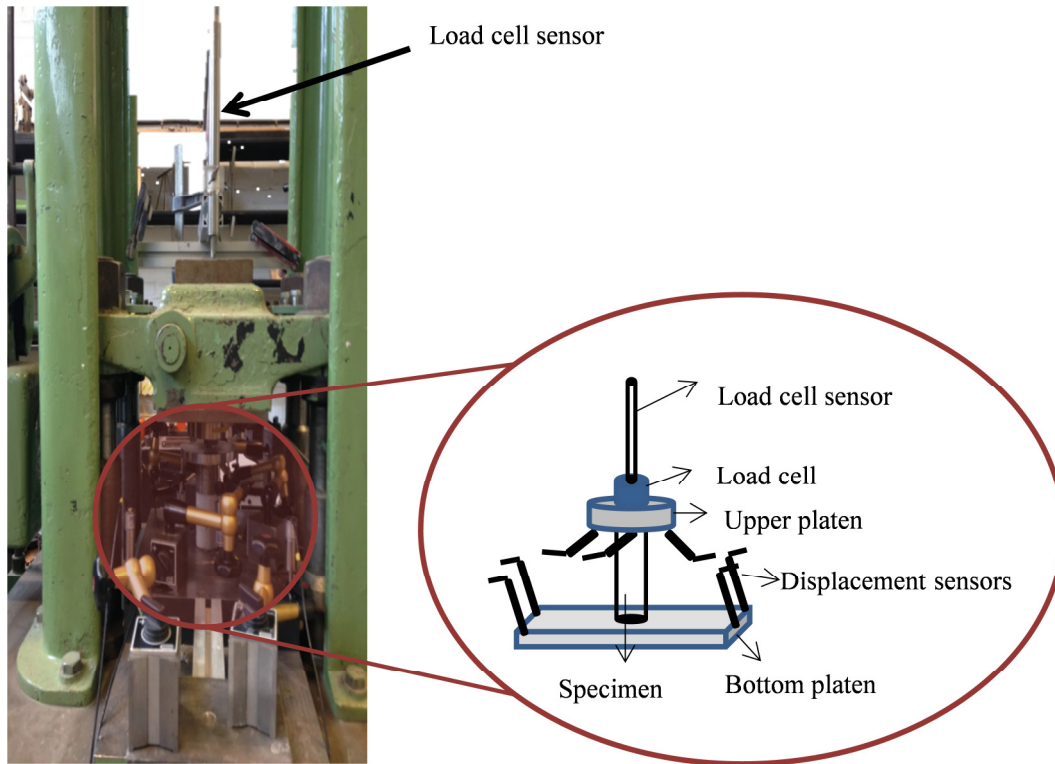 Load cell sensor
Load cell sensor
Load cell
Upper platen
Displacement sensors
Specimen
Bottom platen